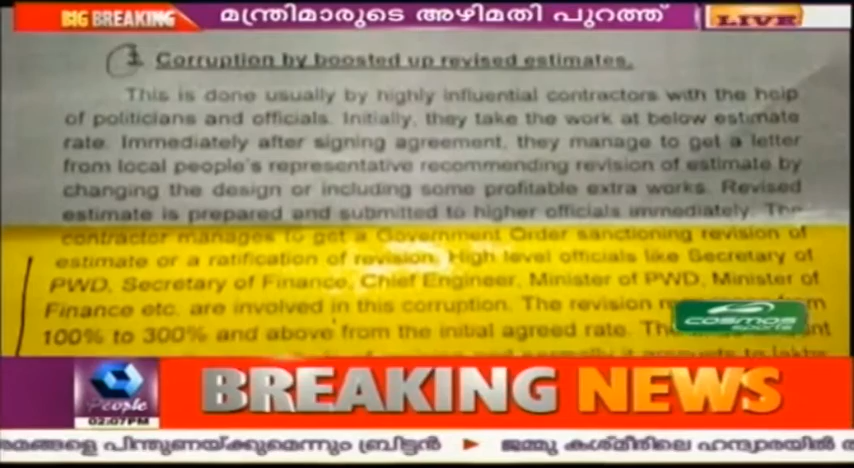 BIG BREAKING
മന്ത്രിമാരുടെ അഴിമതി പുറത്ത്
LIVE
3. Corruption by boosted up revised estimates.
This is done usually by highly influential contractors with the help
of politicians and officials. Initially, they take the work at below estimate
rate. Immediately after signing agreement, they manage to get a letter
from local people's representative recommending revision of estimate by
changing the design or including some profitable extra works. Revised
estimate is prepared and submitted to higher officials immediately. The
contractor manages to get a Government Order sanctioning revision of
estimate or a ratification of revision. High level officials like Secretary of
PWD, Secretary of Finance, Chief Engineer, Minister of PWD, Minister of
Finance etc. are involved in this corruption. The revision
100% to 300% and above from the initial agreed rate.
cosmos
sports
People
02:07PM
BREAKING NEWS
പിന്തുണയ്ക്കുമെന്നും ബ്രിട്ടൻ ► ജമ്മു കശ്മീരിലെ ഹന്ദ്വാരയിൽ